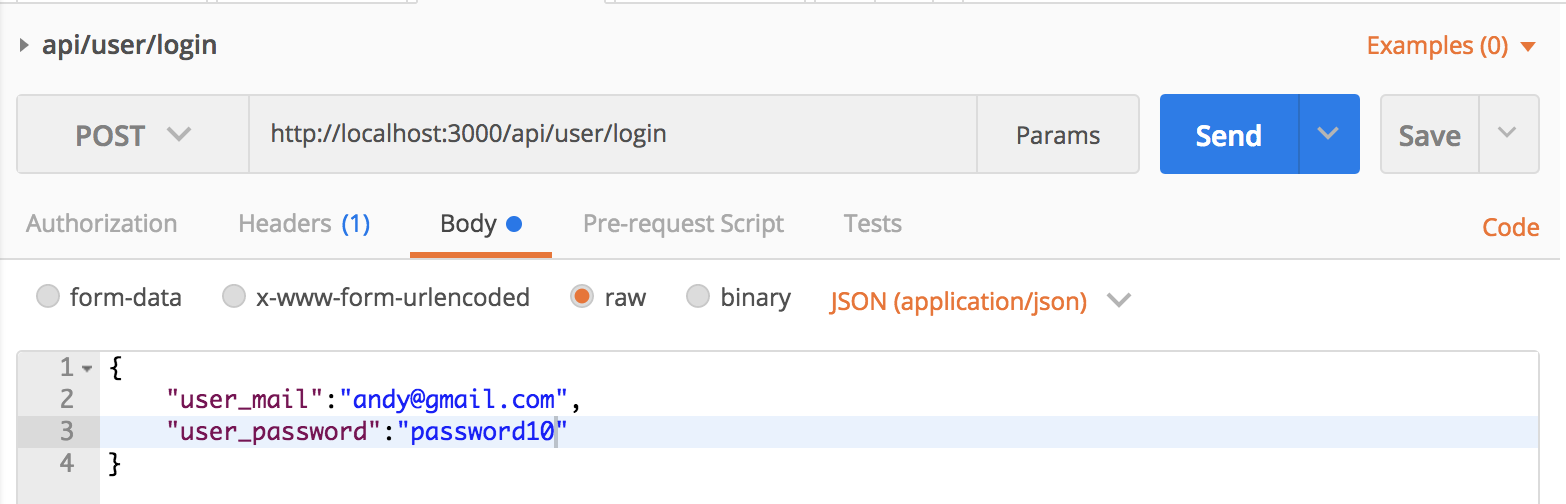 api/user/login
Examples (0)
POST http://localhost:3000/api/user/login Params Send Save
Authorization Headers (1) Body Pre-request Script Tests Code
form-data x-www-form-urlencoded raw binary JSON (application/json)
1 {
2 "user_mail":"andy@gmail.com",
3 "user_password":"password10"
4 }